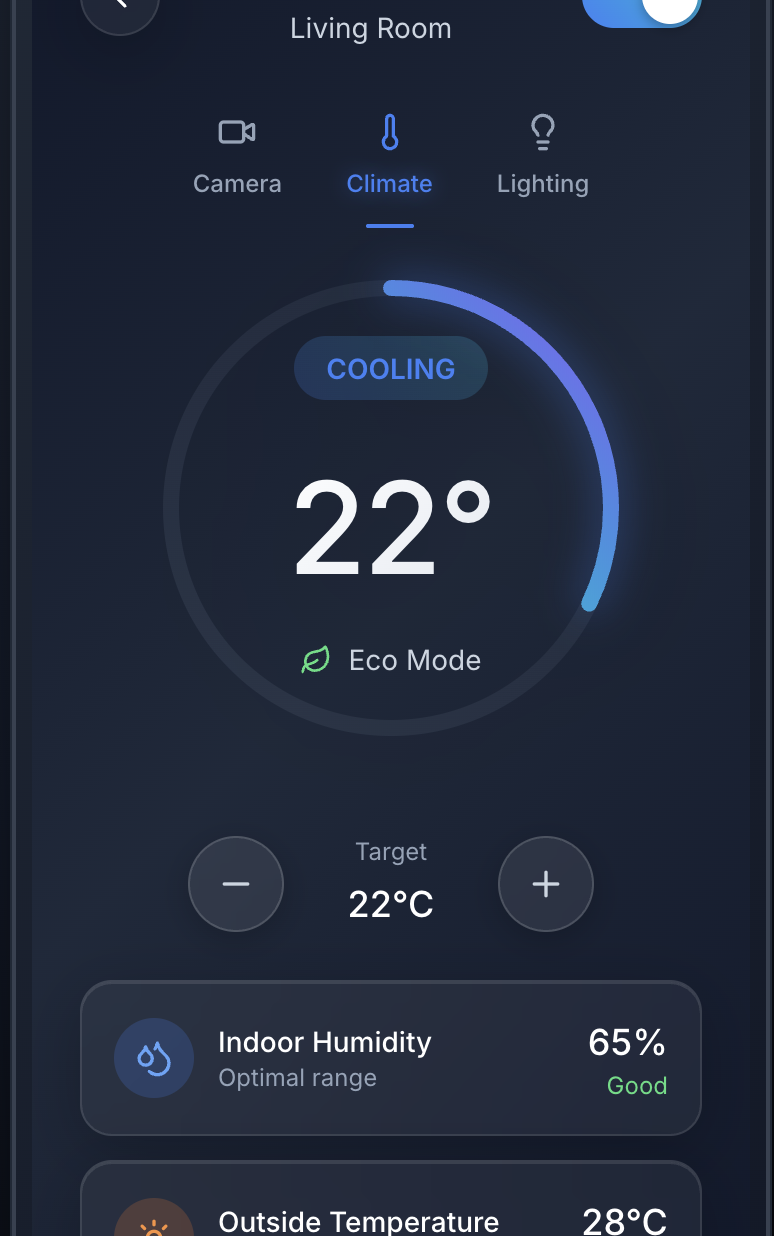 Living Room
Camera Climate Lighting
COOLING
22°
Eco Mode
Target
22°C
Indoor Humidity 65%
Optimal range Good
Outside Temperature 28°C